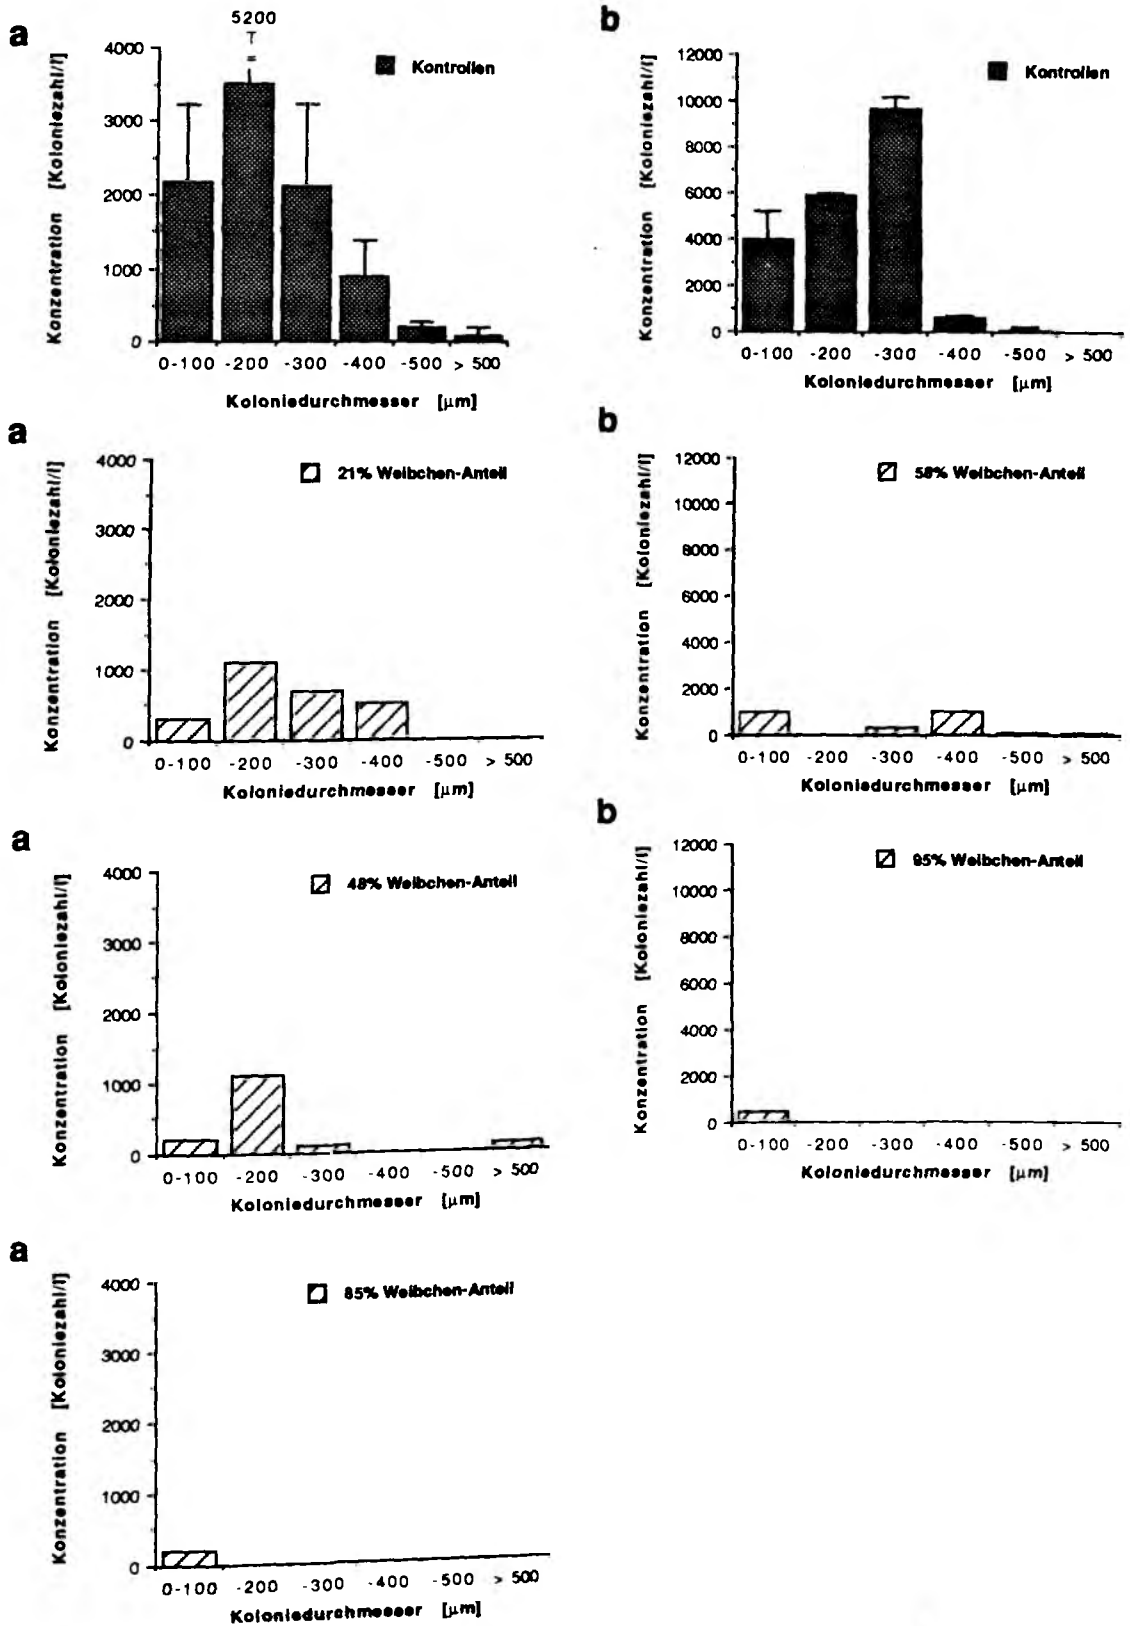 a
5200
4000
3000
2000
1000
0
Konzentration [Koloniezahl/l]
Kontrollen
0-100 -200 -300 -400 -500 > 500
Koloniedurchmesser [µm]
b
12000
10000
8000
6000
4000
2000
0
Konzentration [Koloniezahl/l]
Kontrollen
0-100 -200 -300 -400 -500 > 500
Koloniedurchmesser [µm]
a
4000
3000
2000
1000
0
Konzentration [Koloniezahl/l]
21% Weibchen-Anteil
0-100 -200 -300 -400 -500 > 500
Koloniedurchmesser [µm]
b
12000
10000
8000
6000
4000
2000
0
Konzentration [Koloniezahl/l]
58% Weibchen-Anteil
0-100 -200 -300 -400 -500 > 500
Koloniedurchmesser [µm]
a
4000
3000
2000
1000
0
Konzentration [Koloniezahl/l]
48% Weibchen-Anteil
0-100 -200 -300 -400 -500 > 500
Koloniedurchmesser [µm]
b
12000
10000
8000
6000
4000
2000
0
Konzentration [Koloniezahl/l]
95% Weibchen-Anteil
0-100 -200 -300 -400 -500 > 500
Koloniedurchmesser [µm]
a
4000
3000
2000
1000
0
Konzentration [Koloniezahl/l]
85% Weibchen-Anteil
0-100 -200 -300 -400 -500 > 500
Koloniedurchmesser [µm]